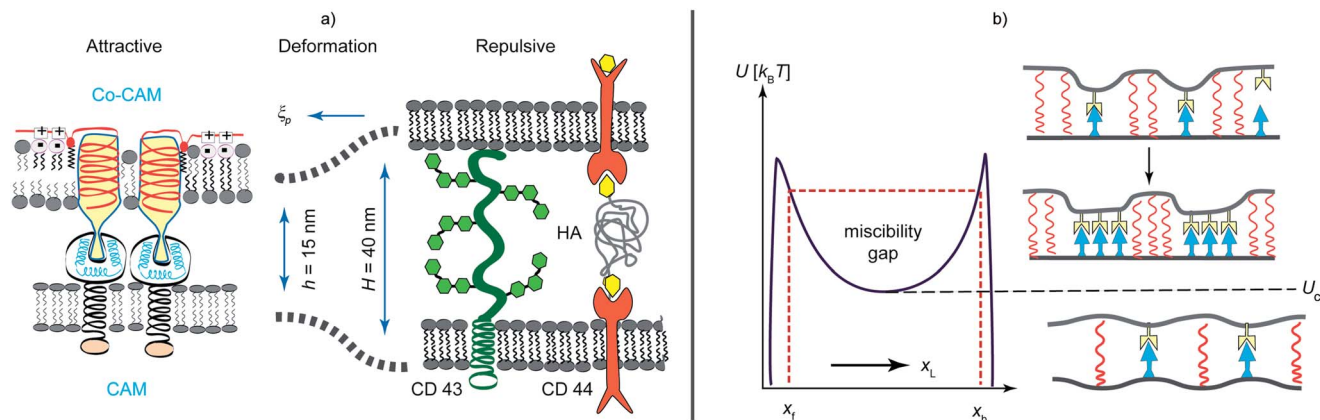 a)
Attractive
Deformation
Repulsive
Co-CAM
ξp
+ +
+ +
h = 15 nm
H = 40 nm
HA
CAM
CD 43
CD 44
b)
U [kBT]
miscibility
gap
Uc
xL
xf
xb